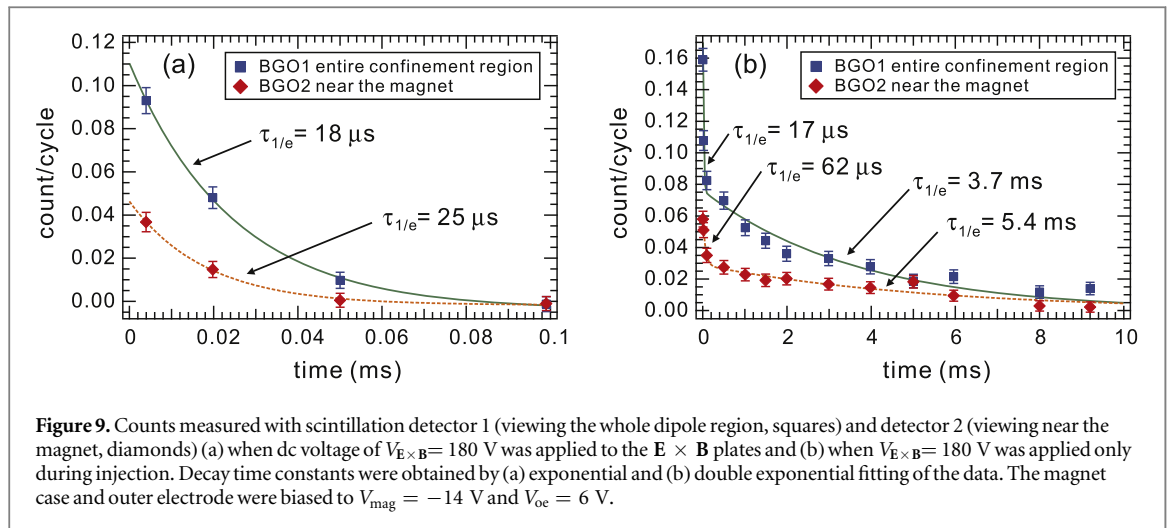 (a)
BGO1 entire confinement region
BGO2 near the magnet
τ1/e= 18 μs
τ1/e= 25 μs
count/cycle
0.12
0.10
0.08
0.06
0.04
0.02
0.00
0
0.02
0.04
0.06
0.08
0.1
time (ms)
(b)
BGO1 entire confinement region
BGO2 near the magnet
τ1/e= 17 μs
τ1/e= 62 μs
τ1/e= 3.7 ms
τ1/e= 5.4 ms
count/cycle
0.16
0.14
0.12
0.10
0.08
0.06
0.04
0.02
0.00
0
2
4
6
8
10
time (ms)
Figure 9. Counts measured with scintillation detector 1 (viewing the whole dipole region, squares) and detector 2 (viewing near the
magnet, diamonds) (a) when dc voltage of VE×B= 180 V was applied to the E × B plates and (b) when VE×B= 180 V was applied only
during injection. Decay time constants were obtained by (a) exponential and (b) double exponential fitting of the data. The magnet
case and outer electrode were biased to Vmag = −14 V and Voe = 6 V.